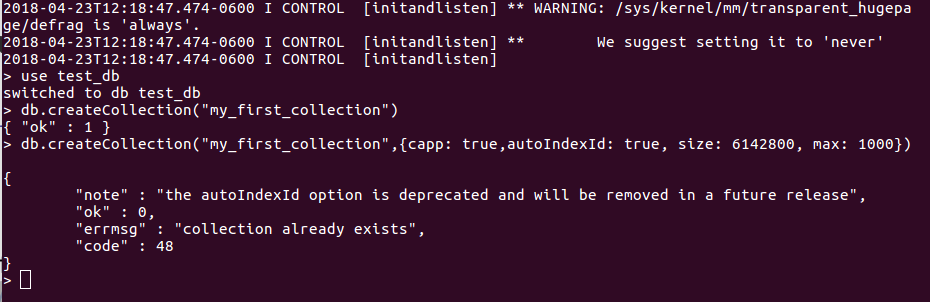 2018-04-23T12:18:47.474-0600 I CONTROL  [initandlisten] ** WARNING: /sys/kernel/mm/transparent_hugepa
ge/defrag is 'always'.
2018-04-23T12:18:47.474-0600 I CONTROL  [initandlisten] **        We suggest setting it to 'never'
2018-04-23T12:18:47.474-0600 I CONTROL  [initandlisten]
> use test_db
switched to db test_db
> db.createCollection("my_first_collection")
{ "ok" : 1 }
> db.createCollection("my_first_collection",{capp: true,autoIndexId: true, size: 6142800, max: 1000})
{
        "note" : "the autoIndexId option is deprecated and will be removed in a future release",
        "ok" : 0,
        "errmsg" : "collection already exists",
        "code" : 48
}
>